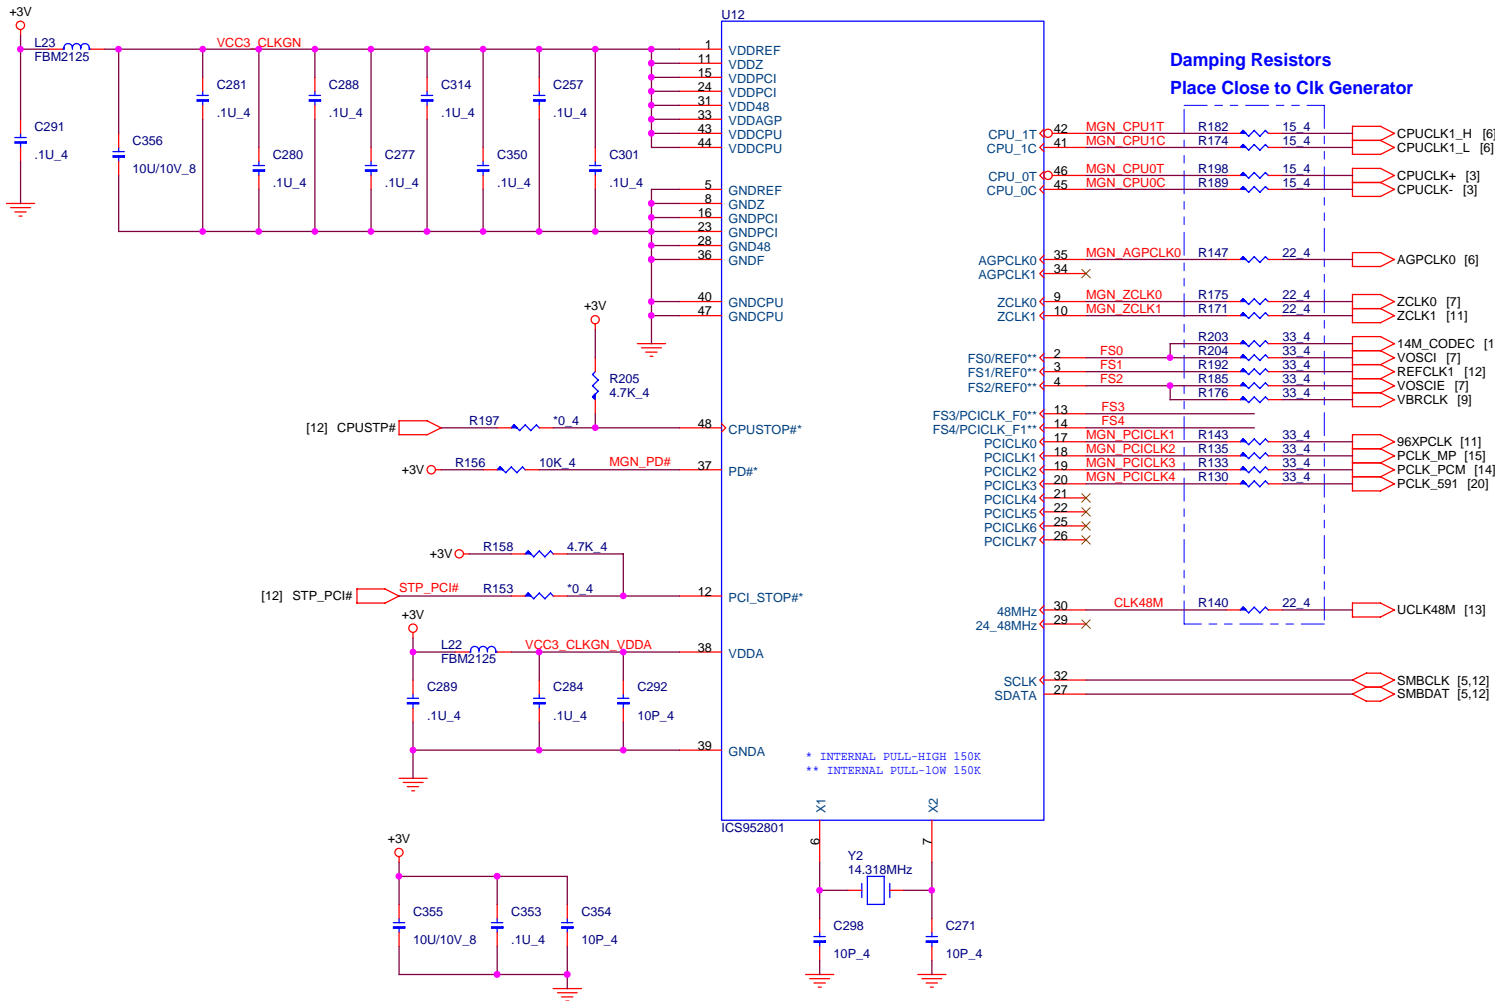 +3V
L23
FBM2125
VCC3_CLKGN
C291
.1U_4
C356
10U/10V_8
C281
.1U_4
C288
.1U_4
C314
.1U_4
C257
.1U_4
C280
.1U_4
C277
.1U_4
C350
.1U_4
C301
.1U_4
U12
1 VDDREF
11 VDDZ
15 VDDPCI
24 VDDPCI
31 VDD48
33 VDDAGP
43 VDDCPU
44 VDDCPU
5 GNDREF
8 GNDZ
16 GNDPCI
23 GNDPCI
28 GND48
36 GNDF
40 GNDCPU
47 GNDCPU
+3V
R205
4.7K_4
[12] CPUSTP# R197 *0_4 48 CPUSTOP#*
+3V R156 10K_4 MGN_PD# 37 PD#*
+3V R158 4.7K_4
[12] STP_PCI# STP_PCI# R153 *0_4 12 PCI_STOP#*
+3V
L22
FBM2125
VCC3_CLKGN_VDDA 38 VDDA
C289
.1U_4
C284
.1U_4
C292
10P_4
39 GNDA
* INTERNAL PULL-HIGH 150K
** INTERNAL PULL-lOW 150K
X1
X2
ICS952801
6
7
Y2
14.318MHz
C298
10P_4
C271
10P_4
+3V
C355
10U/10V_8
C353
.1U_4
C354
10P_4
Damping Resistors
Place Close to Clk Generator
CPU_1T 42 MGN_CPU1T R182 15_4 CPUCLK1_H [6]
CPU_1C 41 MGN_CPU1C R174 15_4 CPUCLK1_L [6]
CPU_0T 46 MGN_CPU0T R198 15_4 CPUCLK+ [3]
CPU_0C 45 MGN_CPU0C R189 15_4 CPUCLK- [3]
AGPCLK0 35 MGN_AGPCLK0 R147 22_4 AGPCLK0 [6]
AGPCLK1 34
ZCLK0 9 MGN_ZCLK0 R175 22_4 ZCLK0 [7]
ZCLK1 10 MGN_ZCLK1 R171 22_4 ZCLK1 [11]
R203 33_4 14M_CODEC [1
FS0/REF0** 2 FS0 R204 33_4 VOSCI [7]
FS1/REF0** 3 FS1 R192 33_4 REFCLK1 [12]
FS2/REF0** 4 FS2 R185 33_4 VOSCIE [7]
R176 33_4 VBRCLK [9]
FS3/PCICLK_F0** 13 FS3
FS4/PCICLK_F1** 14 FS4
PCICLK0 17 MGN_PCICLK1 R143 33_4 96XPCLK [11]
PCICLK1 18 MGN_PCICLK2 R135 33_4 PCLK_MP [15]
PCICLK2 19 MGN_PCICLK3 R133 33_4 PCLK_PCM [14]
PCICLK3 20 MGN_PCICLK4 R130 33_4 PCLK_591 [20]
PCICLK4 21
PCICLK5 22
PCICLK6 25
PCICLK7 26
48MHz 30 CLK48M R140 22_4 UCLK48M [13]
24_48MHz 29
SCLK 32 SMBCLK [5,12]
SDATA 27 SMBDAT [5,12]